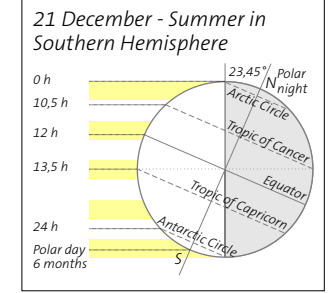 21 December - Summer in
Southern Hemisphere
0 h
23,45°
N
Polar
night
10,5 h
Arctic Circle
12 h
Tropic of Cancer
13,5 h
Equator
Tropic of Capricorn
24 h
Antarctic Circle
Polar day
6 months
S